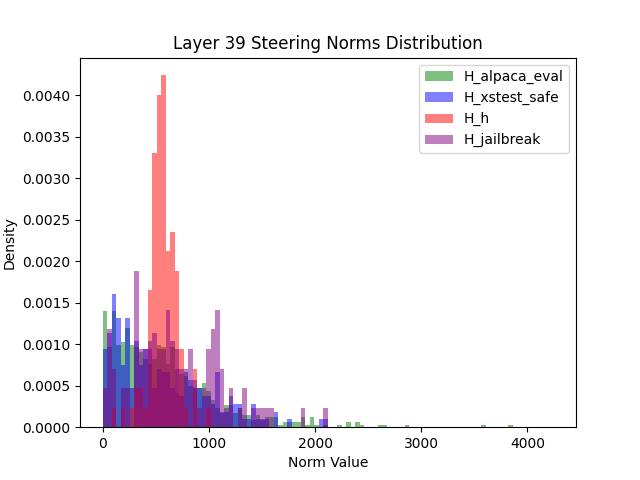 Layer 39 Steering Norms Distribution
H_alpaca_eval
H_xstest_safe
H_h
H_jailbreak
Density
0.0040
0.0035
0.0030
0.0025
0.0020
0.0015
0.0010
0.0005
0.0000
0 1000 2000 3000 4000
Norm Value